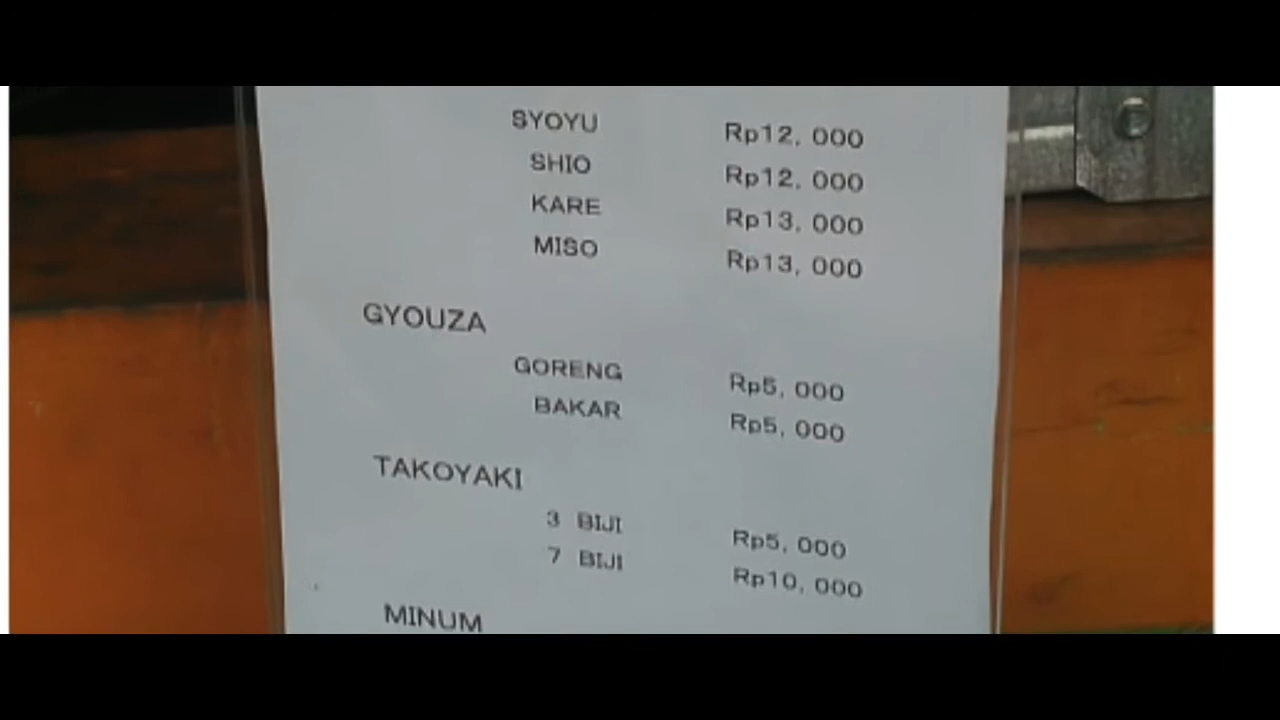 SYOYU Rp12, 000
SHIO Rp12, 000
KARE Rp13, 000
MISO Rp13, 000
GYOUZA
GORENG Rp5, 000
BAKAR Rp5, 000
TAKOYAKI
3 BIJI Rp5, 000
7 BIJI Rp10, 000
MINUM